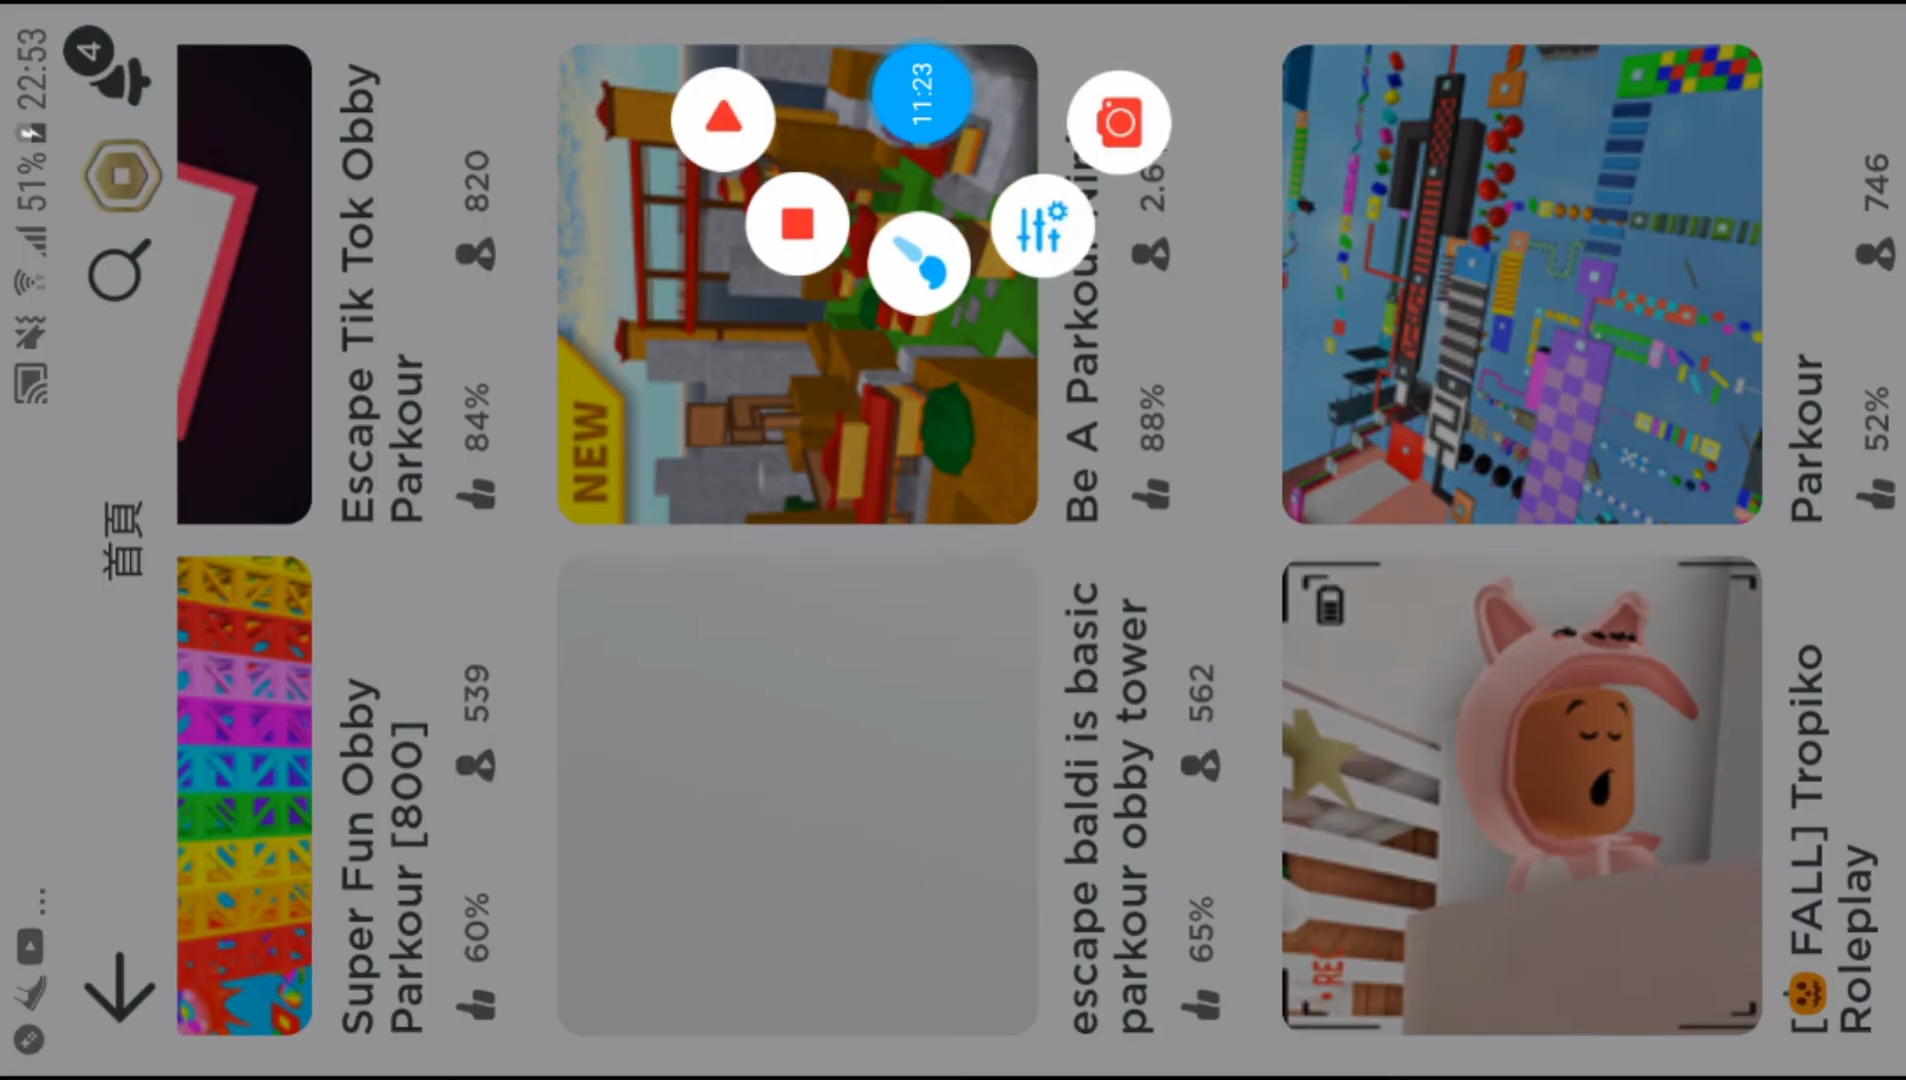 22:53
51%
4
首頁
Super Fun Obby
Parkour [800]
60%
539
Escape Tik Tok Obby
Parkour
84%
820
escape baldi is basic
parkour obby tower
65%
562
NEW
11:23
Be A Parkour
88%
2.6
[🎃 FALL] Tropiko
Roleplay
Parkour
52%
746